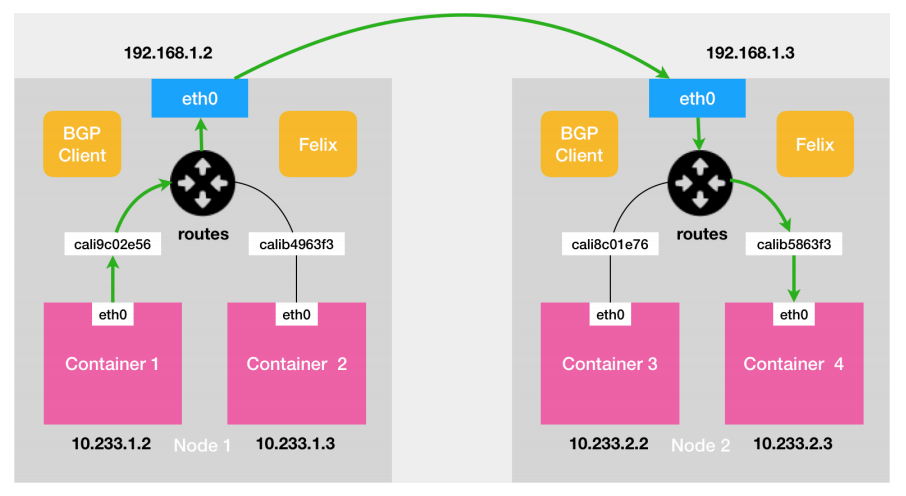 192.168.1.2
192.168.1.3
eth0
eth0
BGP
Client
Felix
BGP
Client
Felix
routes
routes
cali9c02e56
calib4963f3
cali8c01e76
calib5863f3
eth0
eth0
eth0
eth0
Container 1
Container 2
Container 3
Container 4
10.233.1.2
Node 1
10.233.1.3
10.233.2.2
Node 2
10.233.2.3